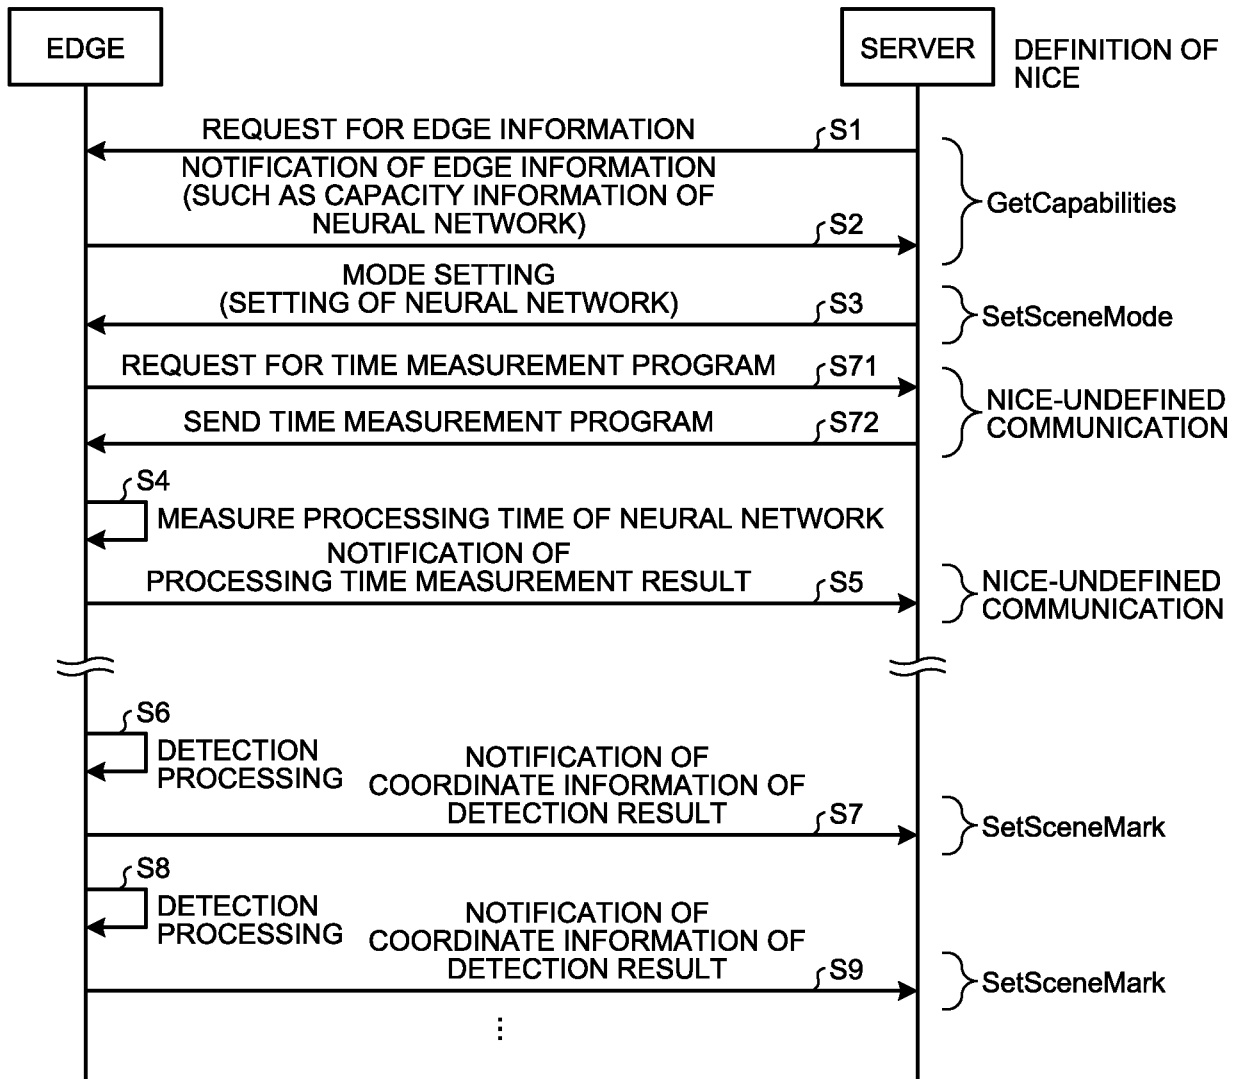 EDGE
SERVER
DEFINITION OF
NICE
REQUEST FOR EDGE INFORMATION
S1
NOTIFICATION OF EDGE INFORMATION
(SUCH AS CAPACITY INFORMATION OF
NEURAL NETWORK)
S2
GetCapabilities
MODE SETTING
(SETTING OF NEURAL NETWORK)
S3
SetSceneMode
REQUEST FOR TIME MEASUREMENT PROGRAM
S71
SEND TIME MEASUREMENT PROGRAM
S72
NICE-UNDEFINED
COMMUNICATION
S4
MEASURE PROCESSING TIME OF NEURAL NETWORK
NOTIFICATION OF
PROCESSING TIME MEASUREMENT RESULT
S5
NICE-UNDEFINED
COMMUNICATION
S6
DETECTION
PROCESSING
NOTIFICATION OF
COORDINATE INFORMATION OF
DETECTION RESULT
S7
SetSceneMark
S8
DETECTION
PROCESSING
NOTIFICATION OF
COORDINATE INFORMATION OF
DETECTION RESULT
S9
SetSceneMark
⋮